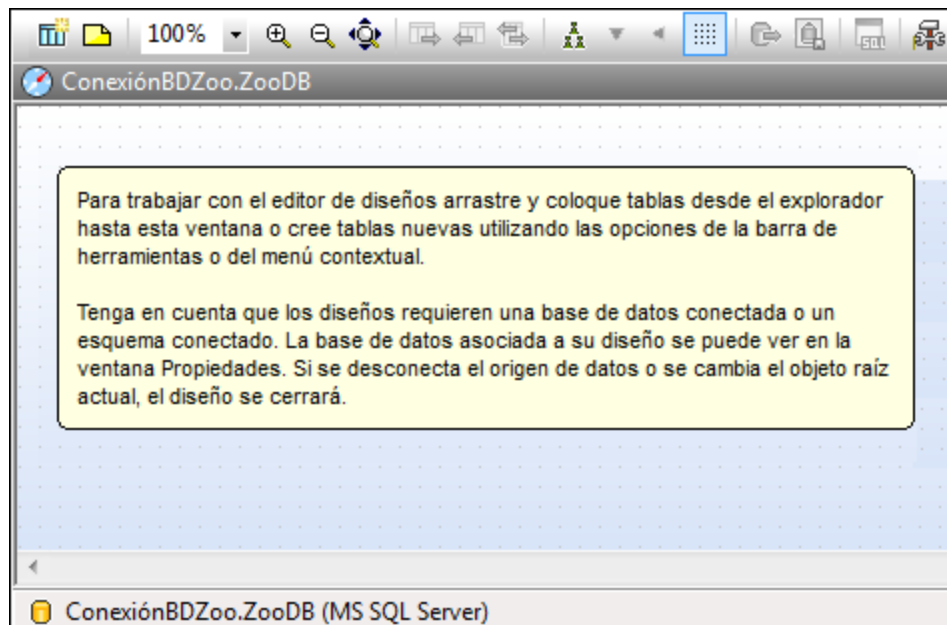 100%
SQL
ConexiónBDZoo.ZooDB
Para trabajar con el editor de diseños arrastre y coloque tablas desde el explorador
hasta esta ventana o cree tablas nuevas utilizando las opciones de la barra de
herramientas o del menú contextual.
Tenga en cuenta que los diseños requieren una base de datos conectada o un
esquema conectado. La base de datos asociada a su diseño se puede ver en la
ventana Propiedades. Si se desconecta el origen de datos o se cambia el objeto raíz
actual, el diseño se cerrará.
ConexiónBDZoo.ZooDB (MS SQL Server)